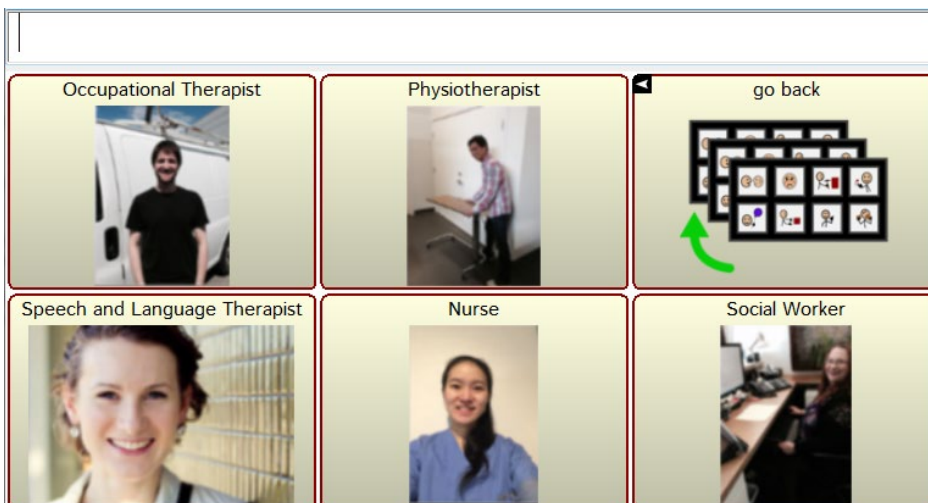 Occupational Therapist
Physiotherapist
go back
Speech and Language Therapist
Nurse
Social Worker